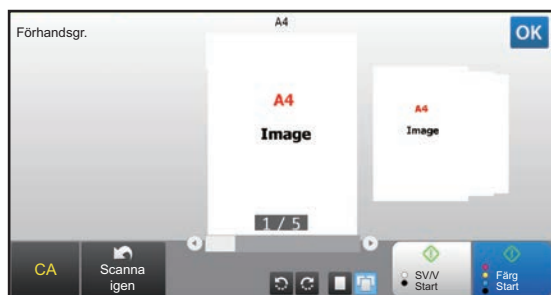 A4
Förhandsgr.
OK
A4
Image
A4
Image
1 / 5
CA
Scanna
igen
SV/V
Start
Färg
Start